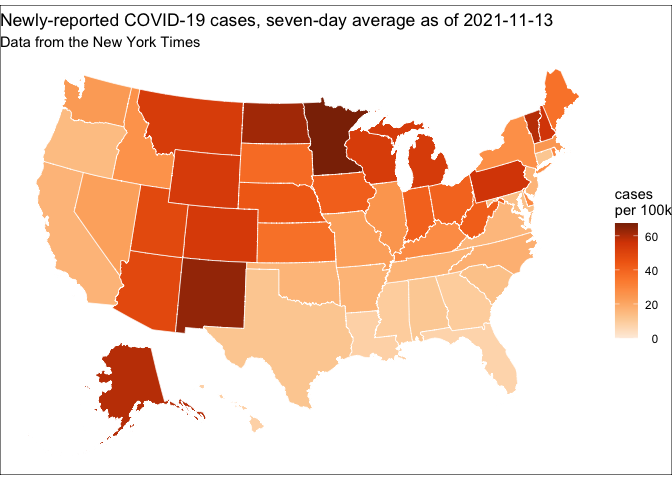 Newly-reported COVID-19 cases, seven-day average as of 2021-11-13
Data from the New York Times
cases
per 100k
60
40
20
0